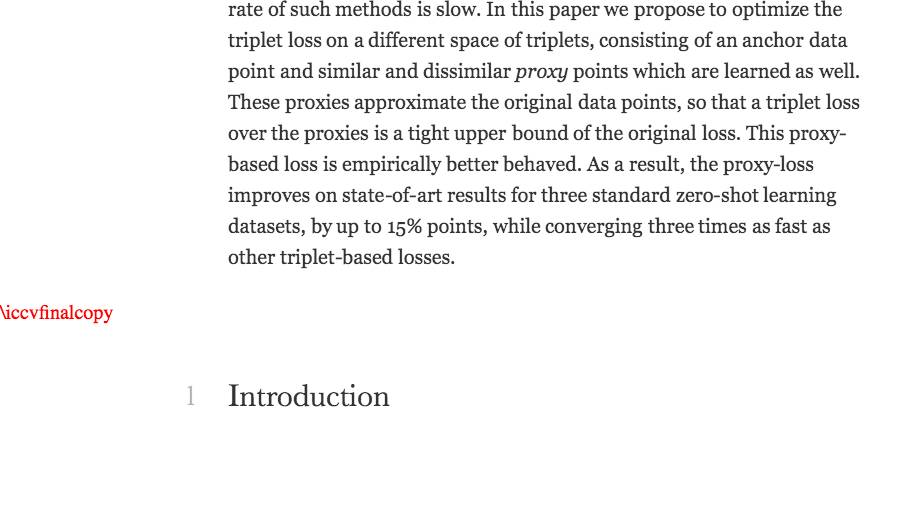 rate of such methods is slow. In this paper we propose to optimize the
triplet loss on a different space of triplets, consisting of an anchor data
point and similar and dissimilar proxy points which are learned as well.
These proxies approximate the original data points, so that a triplet loss
over the proxies is a tight upper bound of the original loss. This proxy-
based loss is empirically better behaved. As a result, the proxy-loss
improves on state-of-art results for three standard zero-shot learning
datasets, by up to 15% points, while converging three times as fast as
other triplet-based losses.
\iccvfinalcopy
1 Introduction